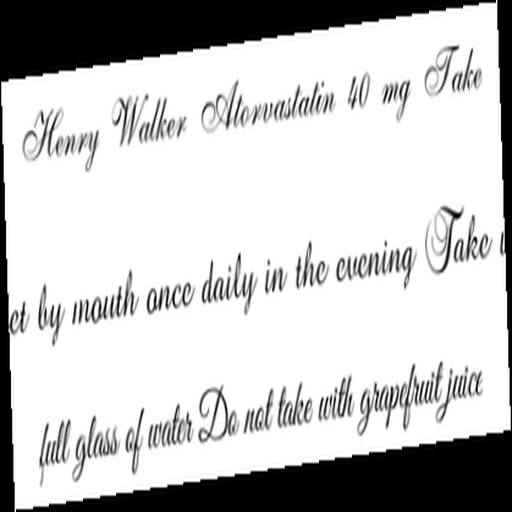 Henry Walker Atorvastatin 40 mg Take
by mouth once daily in the evening Take
full glass of water Do not take with grapefruit juice